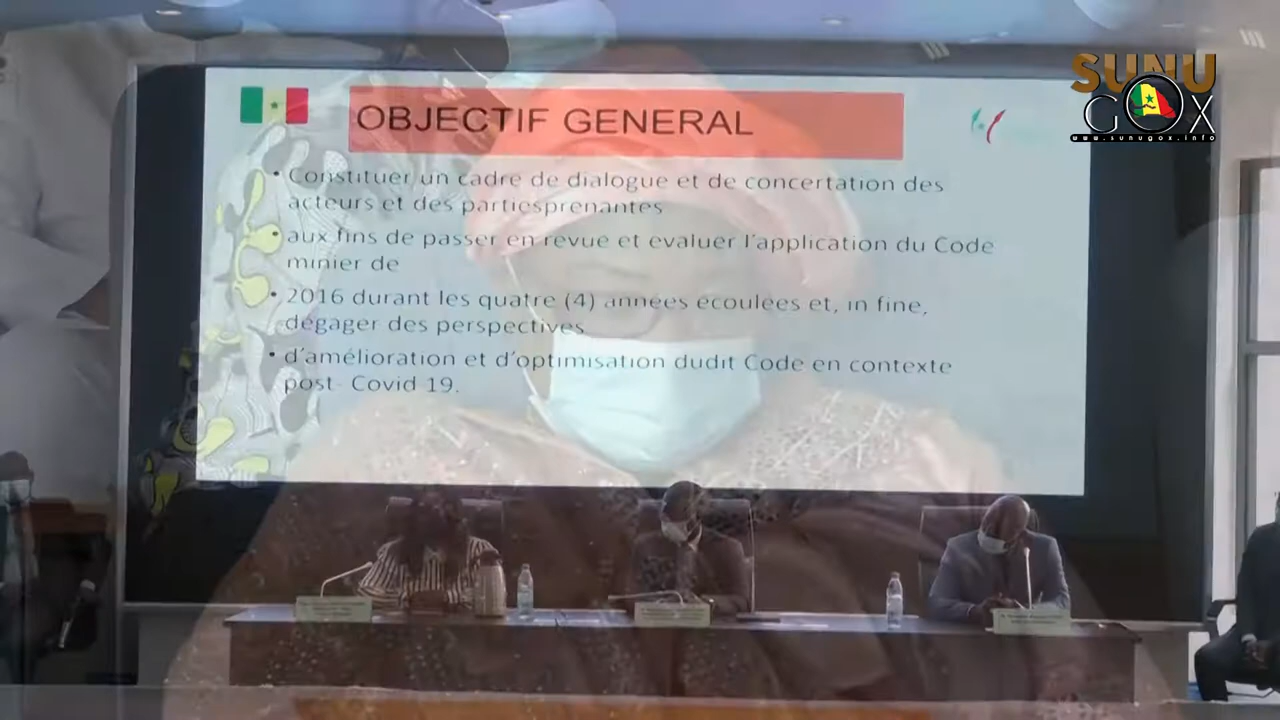 SUNU
GOX
www.sunugox.info
OBJECTIF GENERAL
• Constituer un cadre de dialogue et de concertation des
acteurs et des partiesprenantes
• aux fins de passer en revue et evaluer l'application du Code
minier de
• 2016 durant les quatre (4) années écoulées et, in fine,
dégager des perspectives
• d'amélioration et d'optimisation dudit Code en contexte
post- Covid 19.